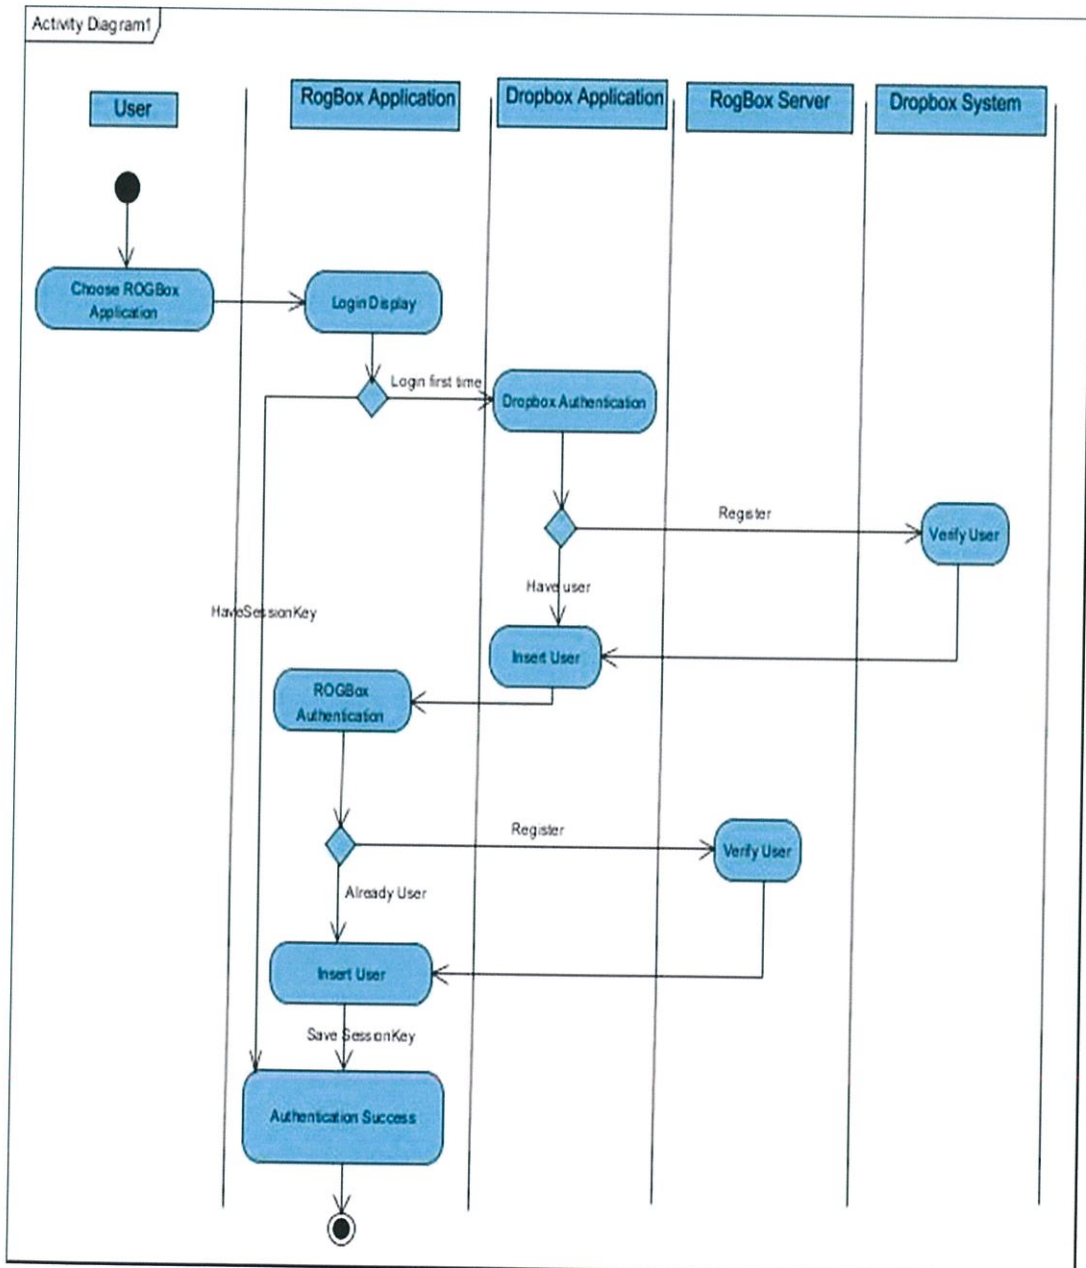 Activity Diagram1
User
RogBox Application
Dropbox Application
RogBox Server
Dropbox System
Choose ROGBox
Application
Login Display
Login first time
Dropbox Authentication
Register
Verify User
Have user
HaveSessionKey
Insert User
ROGBox
Authentication
Register
Verify User
Already User
Insert User
Save SessionKey
Authentication Success